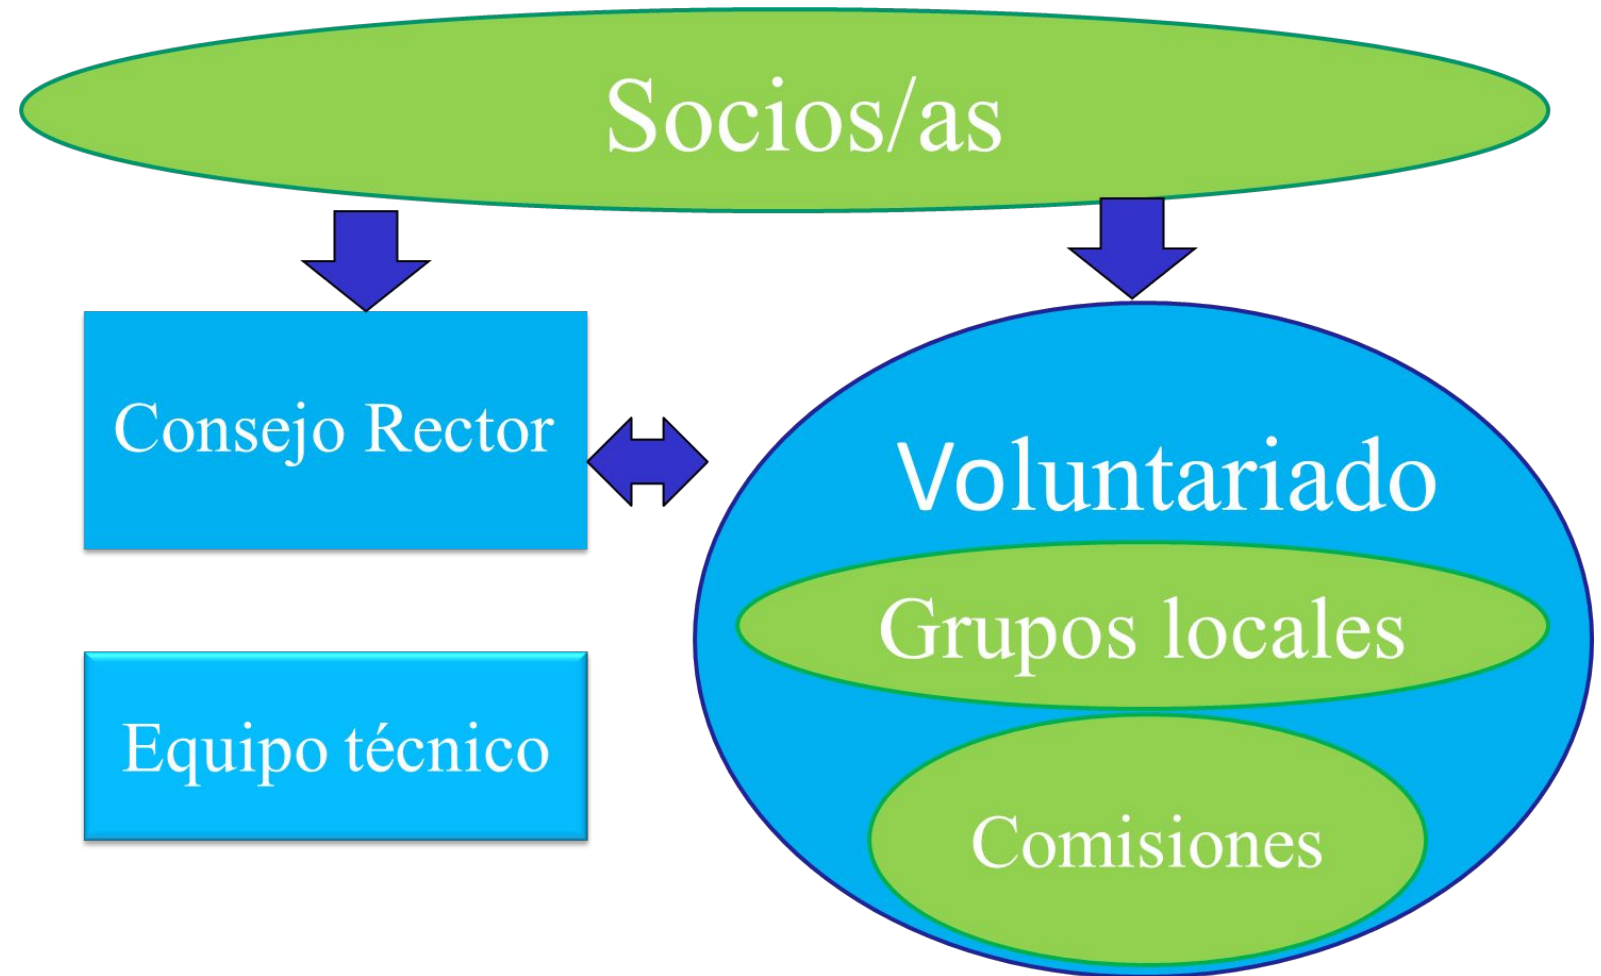 Socios/as
Consejo Rector
Voluntariado
Grupos locales
Equipo técnico
Comisiones